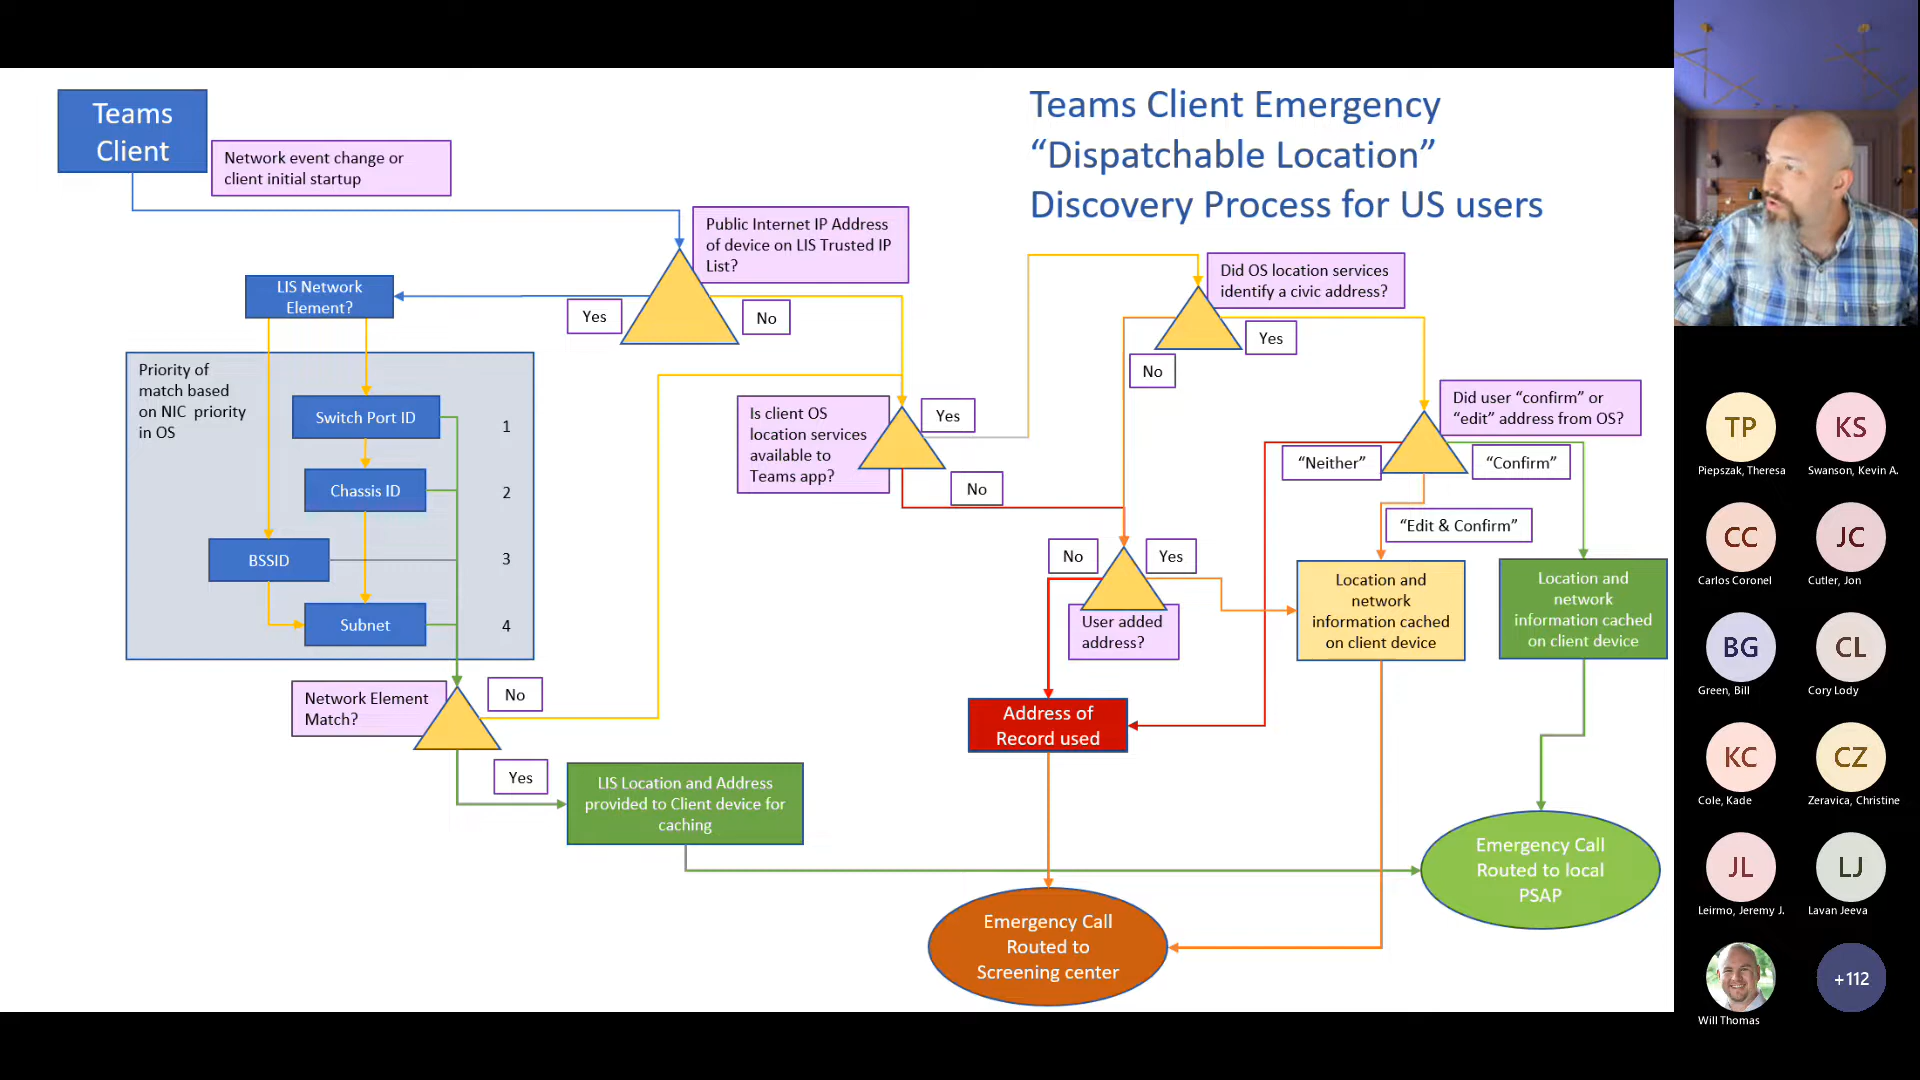 Teams
Client
Network event change or
client initial startup
Teams Client Emergency
“Dispatchable Location”
Discovery Process for US users
Public Internet IP Address
of device on LIS Trusted IP
List?
Yes
No
LIS Network
Element?
Priority of
match based
on NIC priority
in OS
Switch Port ID
1
Chassis ID
2
BSSID
3
Subnet
4
Network Element
Match?
No
Yes
LIS Location and Address
provided to Client device for
caching
Is client OS
location services
available to
Teams app?
Yes
No
Did OS location services
identify a civic address?
Yes
No
Did user “confirm” or
“edit” address from OS?
“Neither”
“Confirm”
“Edit & Confirm”
No
Yes
User added
address?
Location and
network
information cached
on client device
Location and
network
information cached
on client device
Address of
Record used
Emergency Call
Routed to
Screening center
Emergency Call
Routed to local
PSAP
TP
Piepszak, Theresa
KS
Swanson, Kevin A.
CC
Carlos Coronel
JC
Cutler, Jon
BG
Green, Bill
CL
Cory Lody
KC
Cole, Kade
CZ
Zeravica, Christine
JL
Leirmo, Jeremy J.
LJ
Lavan Jeeva
Will Thomas
+112